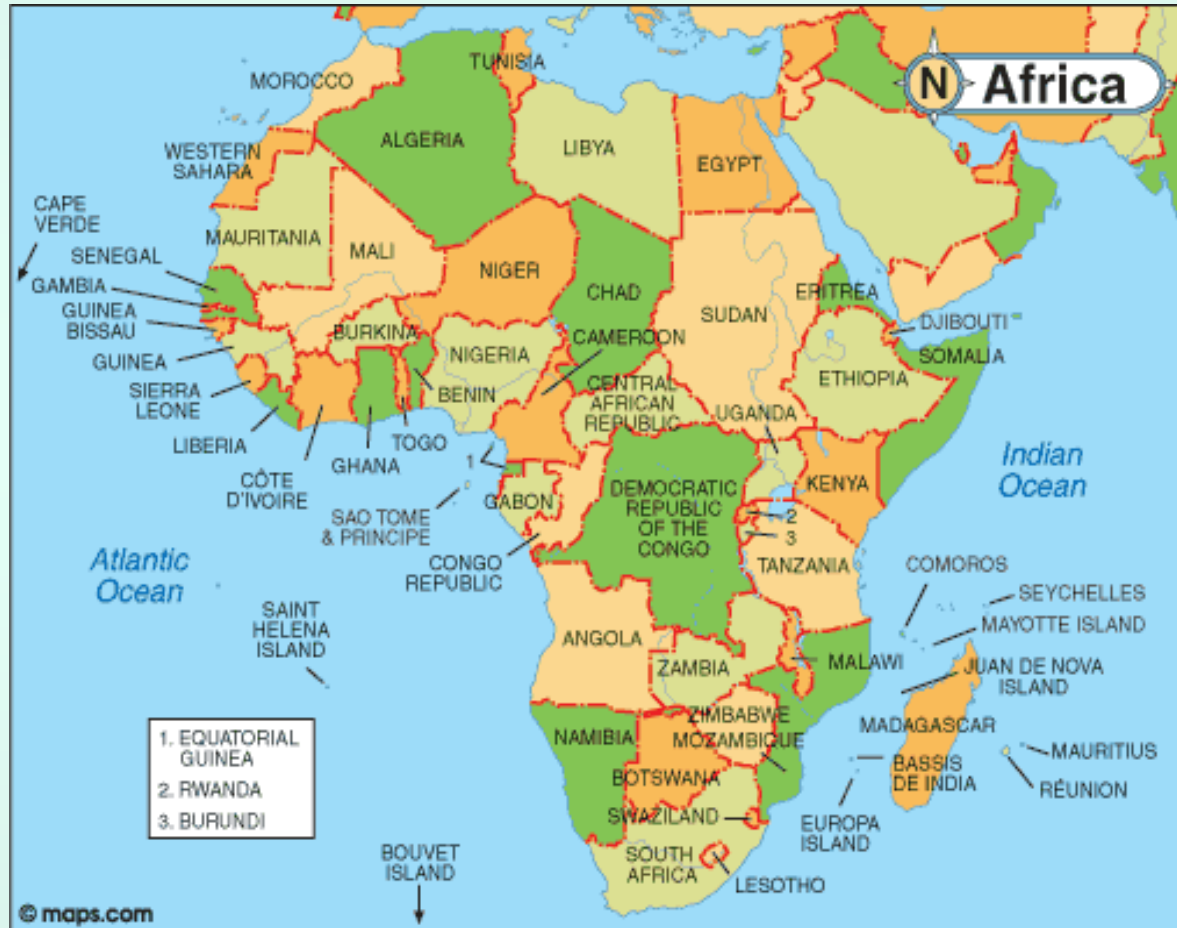 N Africa
TUNISIA
MOROCCO
ALGERIA
LIBYA
EGYPT
WESTERN
SAHARA
CAPE
VERDE
MAURITANIA
MALI
NIGER
CHAD
SUDAN
ERITREA
SENEGAL
GAMBIA
GUINEA
BISSAU
GUINEA
SIERRA
LEONE
LIBERIA
CÔTE
D'IVOIRE
BURKINA
GHANA
TOGO
BENIN
NIGERIA
CAMEROON
CENTRAL
AFRICAN
REPUBLIC
DJIBOUTI
SOMALIA
ETHIOPIA
UGANDA
KENYA
Indian
Ocean
1
GABON
SAO TOME
& PRINCIPE
CONGO
REPUBLIC
DEMOCRATIC
REPUBLIC
OF THE
CONGO
2
3
TANZANIA
Atlantic
Ocean
SAINT
HELENA
ISLAND
COMOROS
SEYCHELLES
MAYOTTE ISLAND
JUAN DE NOVA
ISLAND
ANGOLA
ZAMBIA
MALAWI
MADAGASCAR
MAURITIUS
RÉUNION
BASSIS
DE INDIA
EUROPA
ISLAND
ZIMBABWE
MOZAMBIQUE
NAMIBIA
BOTSWANA
SWAZILAND
SOUTH
AFRICA
LESOTHO
1. EQUATORIAL
GUINEA
2. RWANDA
3. BURUNDI
BOUVET
ISLAND
© maps.com